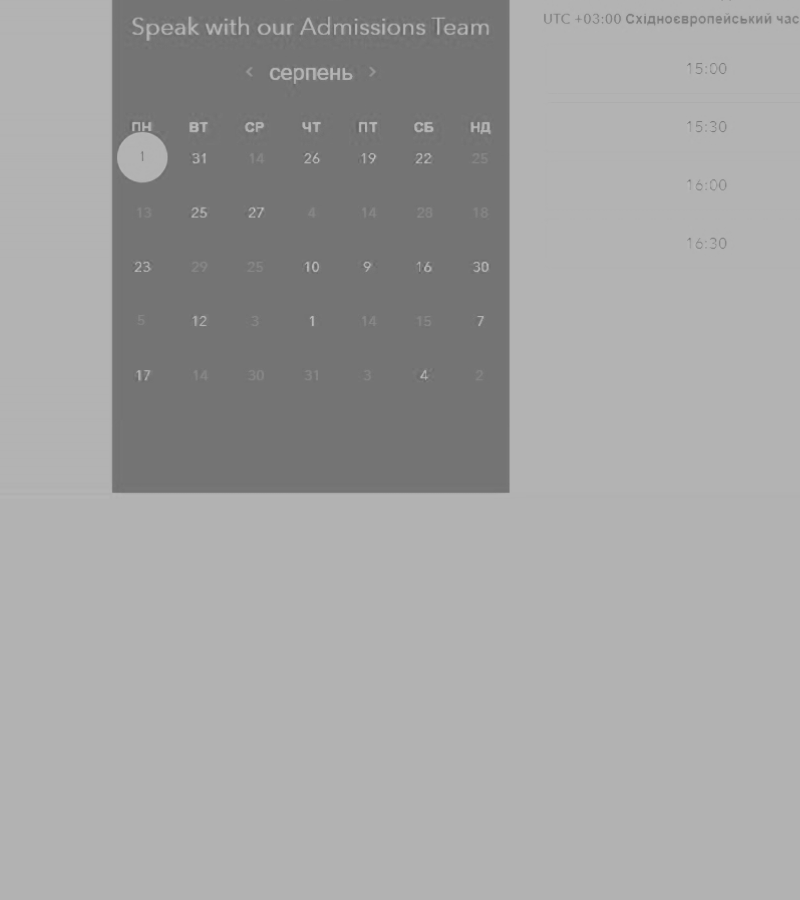 Speak with our Admissions Team
< серпень >
ПН ВТ СР ЧТ ПТ СБ НД
1 31 14 26 19 22 25
13 25 27 4 14 28 18
23 29 25 10 9 16 30
5 12 3 1 14 15 7
17 14 30 31 3 4 2
UTC +03:00 Східноєвропейський час
15:00
15:30
16:00
16:30